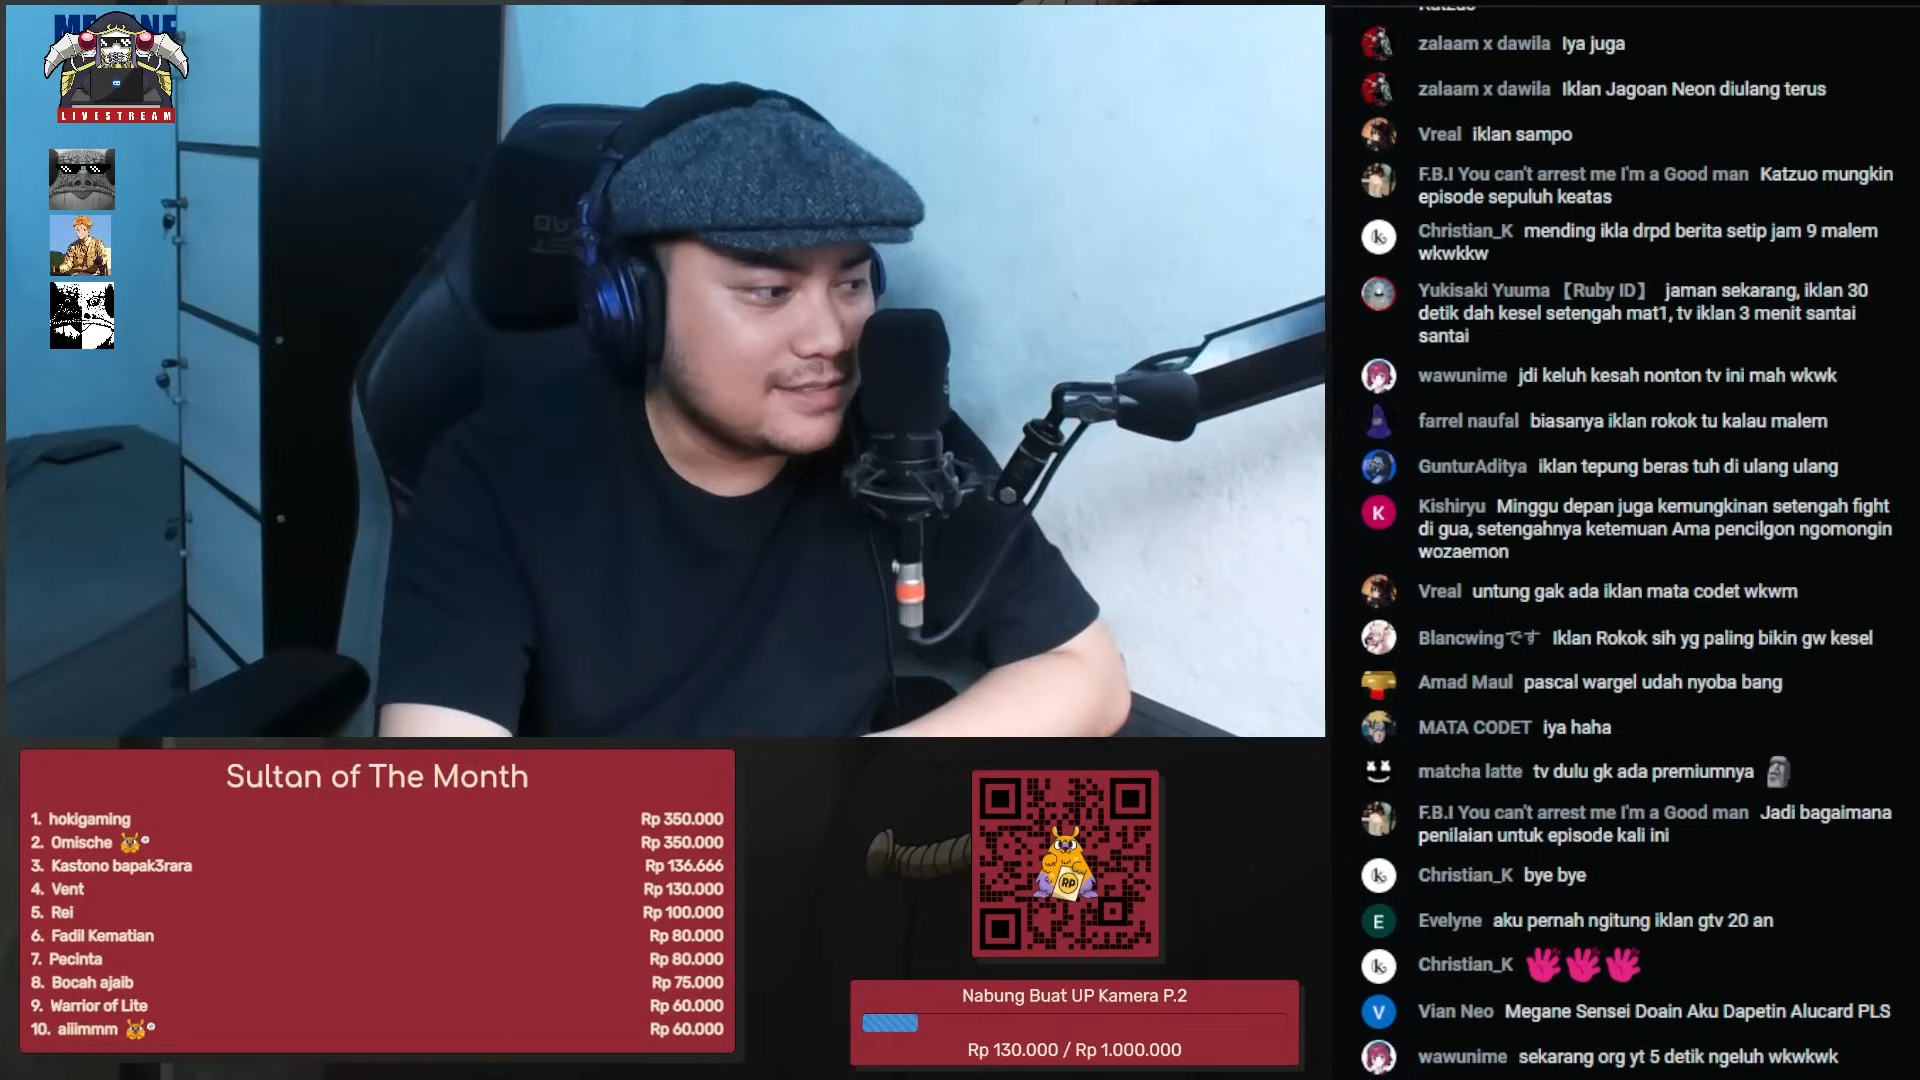 LIVESTREAM
Sultan of The Month
1. hokigaming Rp 350.000
2. Omische Rp 350.000
3. Kastono bapak3rara Rp 136.666
4. Vent Rp 130.000
5. Rei Rp 100.000
6. Fadil Kematian Rp 80.000
7. Pecinta Rp 80.000
8. Bocah ajaib Rp 75.000
9. Warrior of Lite Rp 60.000
10. aiiimmm Rp 60.000
RP
Nabung Buat UP Kamera P.2
Rp 130.000 / Rp 1.000.000
zalaam x dawila Iya juga
zalaam x dawila Iklan Jagoan Neon diulang terus
Vreal iklan sampo
F.B.I You can't arrest me I'm a Good man Katzuo mungkin
episode sepuluh keatas
Christian_K mending ikla drpd berita setip jam 9 malem
wkwkkw
Yukisaki Yuuma 【Ruby ID】 jaman sekarang, iklan 30
detik dah kesel setengah mat1, tv iklan 3 menit santai
santai
wawunime jdi keluh kesah nonton tv ini mah wkwk
farrel naufal biasanya iklan rokok tu kalau malem
GunturAditya iklan tepung beras tuh di ulang ulang
K
Kishiryu Minggu depan juga kemungkinan setengah fight
di gua, setengahnya ketemuan Ama pencilgon ngomongin
wozaemon
Vreal untung gak ada iklan mata codet wkwm
Blancwingです Iklan Rokok sih yg paling bikin gw kesel
Amad Maul pascal wargel udah nyoba bang
MATA CODET iya haha
matcha latte tv dulu gk ada premiumnya
F.B.I You can't arrest me I'm a Good man Jadi bagaimana
penilaian untuk episode kali ini
Christian_K bye bye
E
Evelyne aku pernah ngitung iklan gtv 20 an
Christian_K
V
Vian Neo Megane Sensei Doain Aku Dapetin Alucard PLS
wawunime sekarang org yt 5 detik ngeluh wkwkwk